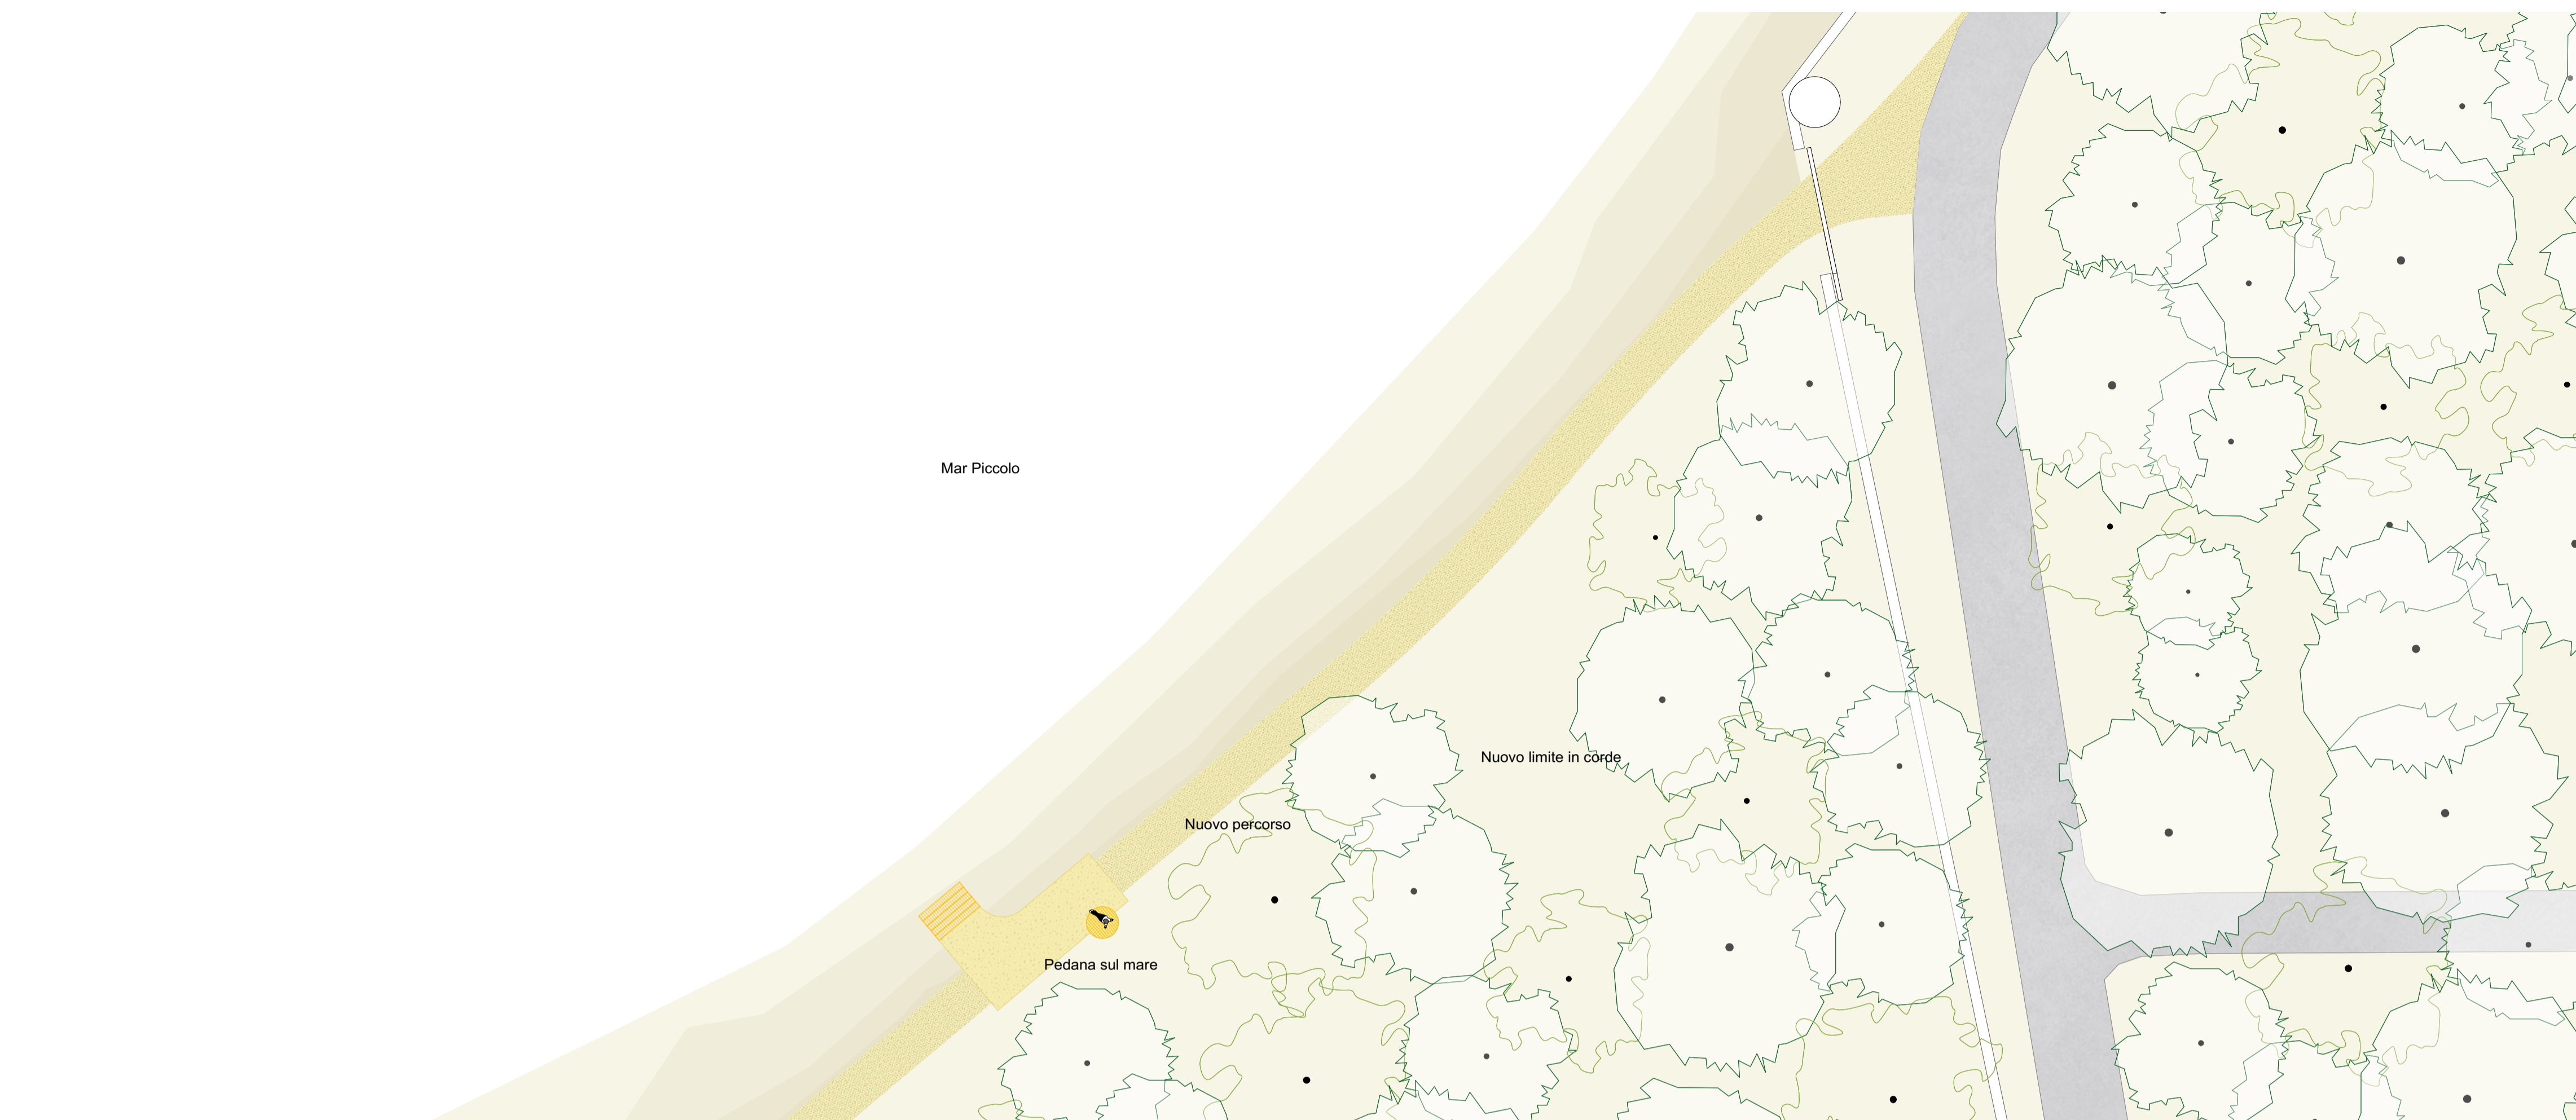 Mar Piccolo
Nuovo limite in corde
Nuovo percorso
Pedana sul mare